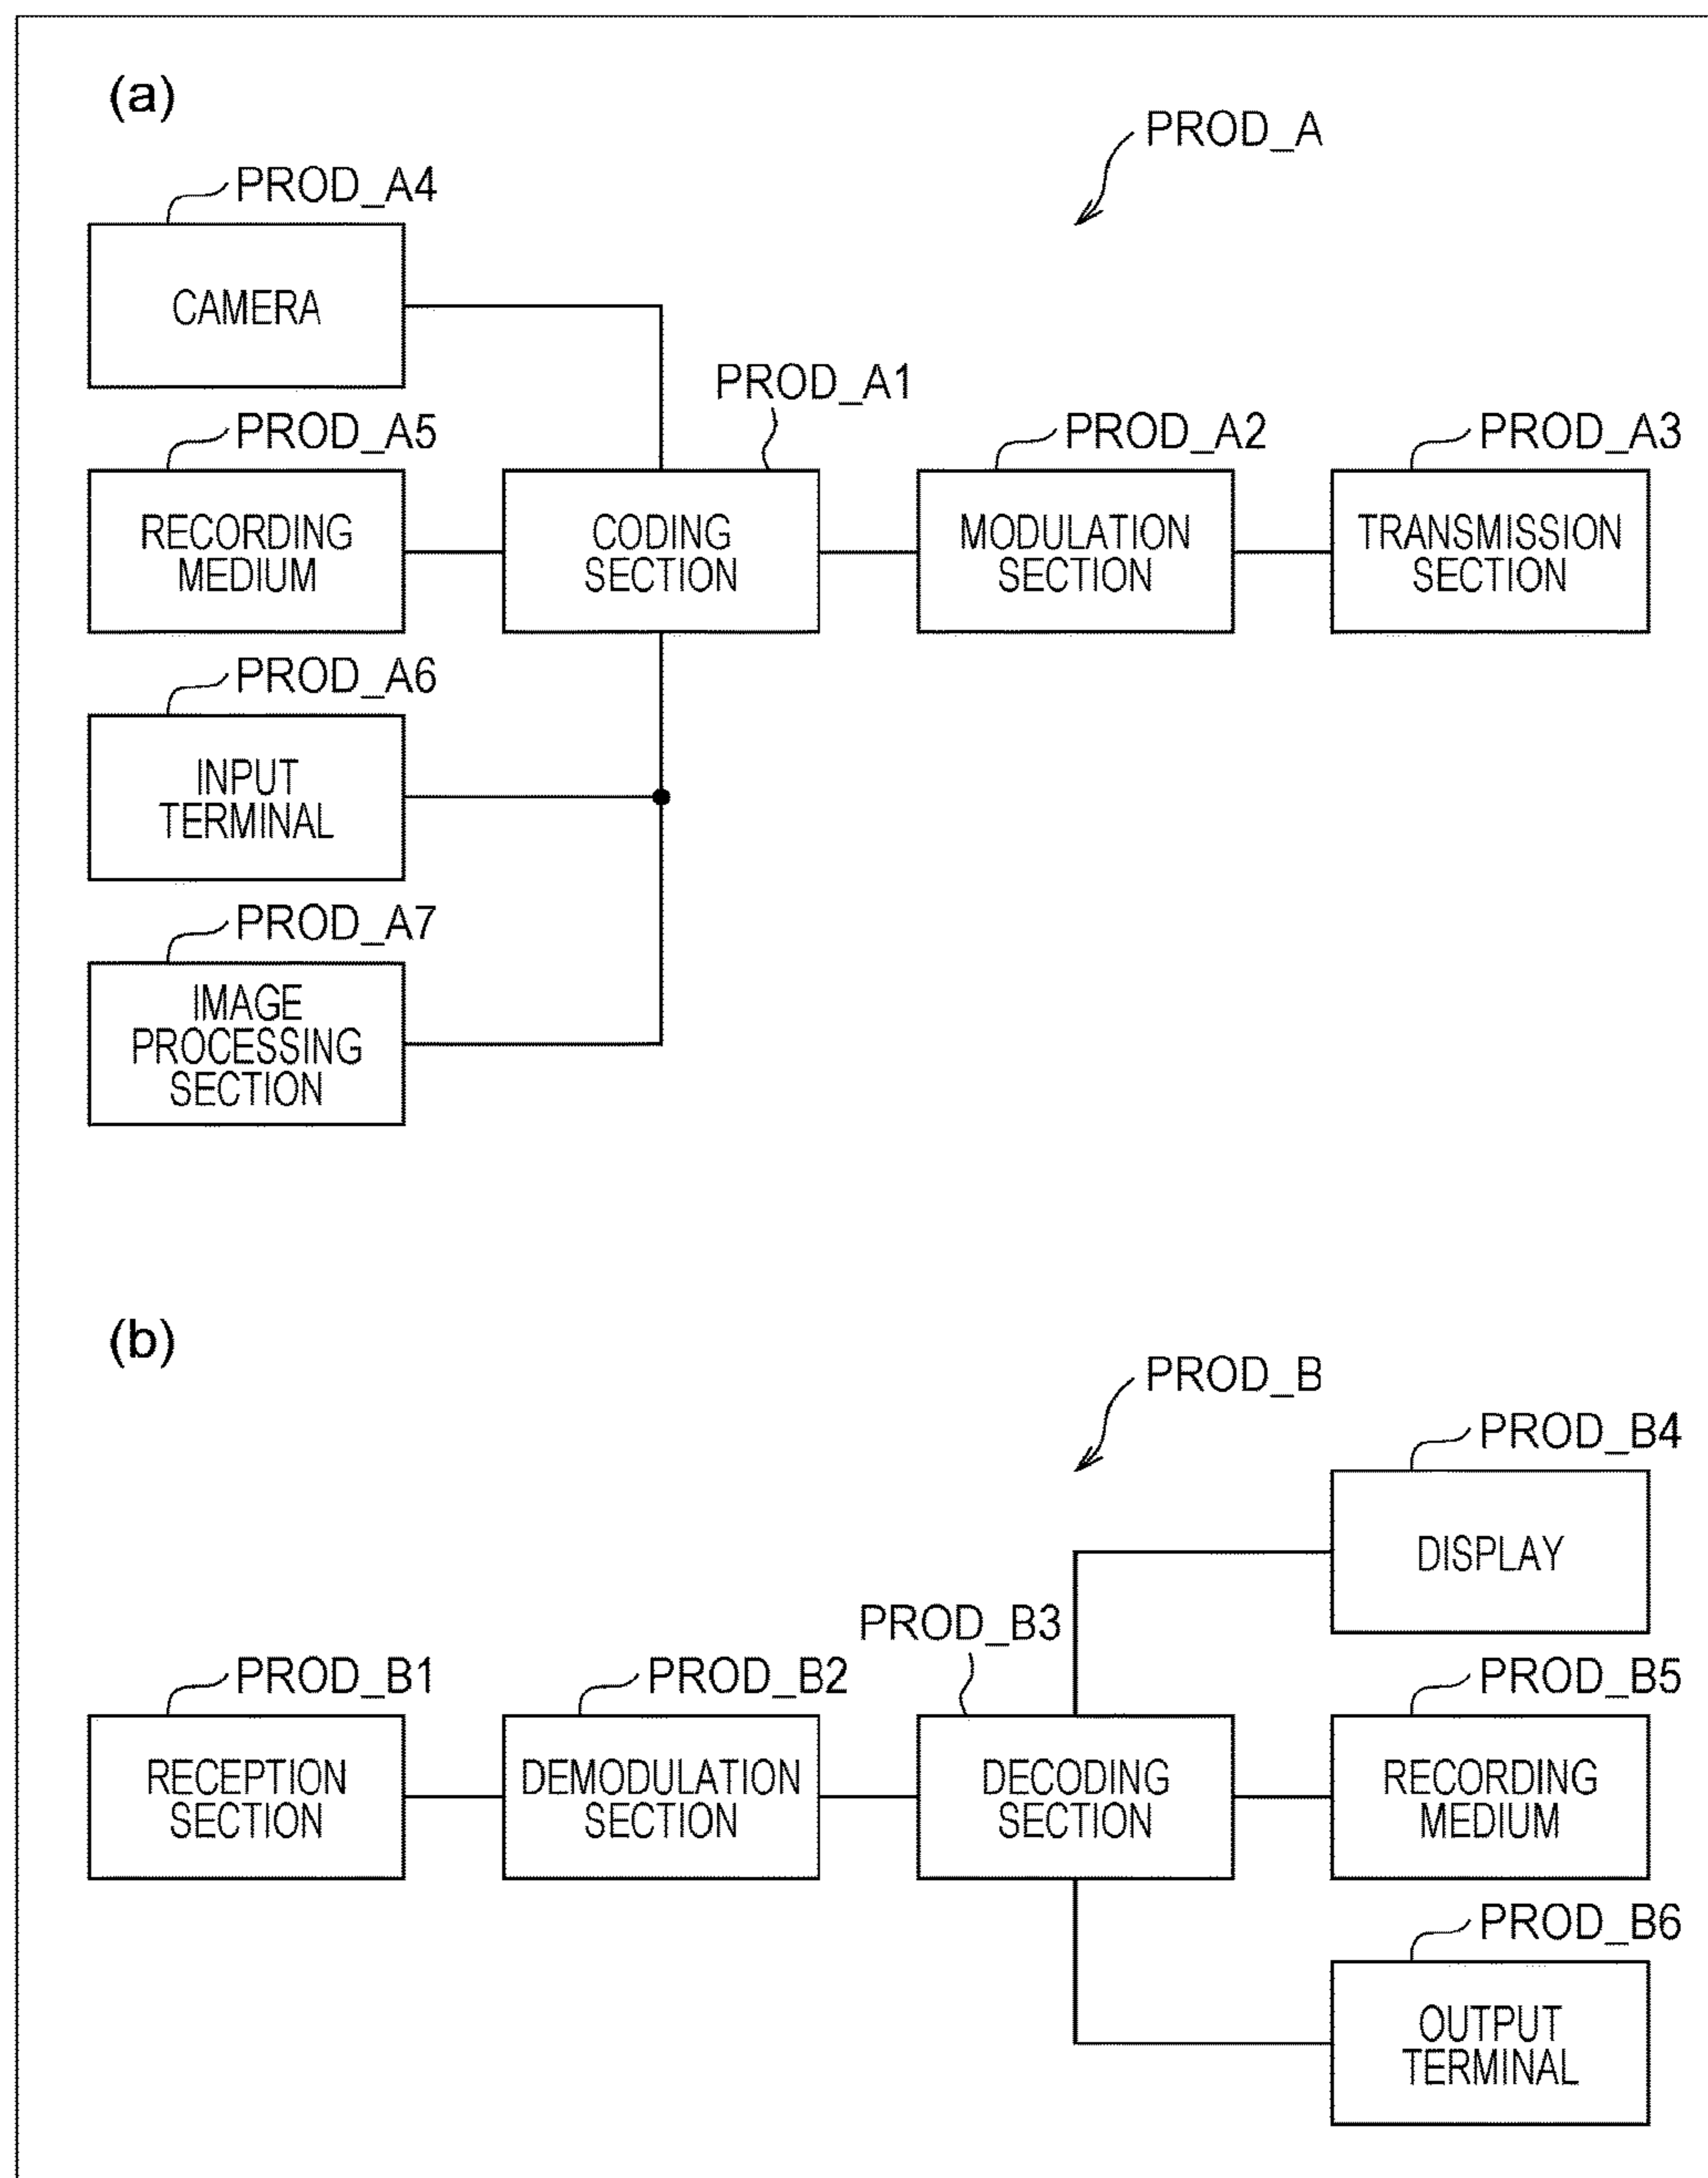 (a)
PROD_A
PROD_A4
CAMERA
PROD_A1
PROD_A5
PROD_A2
PROD_A3
RECORDING
MEDIUM
CODING
SECTION
MODULATION
SECTION
TRANSMISSION
SECTION
PROD_A6
INPUT
TERMINAL
PROD_A7
IMAGE
PROCESSING
SECTION
(b)
PROD_B
PROD_B4
DISPLAY
PROD_B3
PROD_B1
PROD_B2
PROD_B5
RECEPTION
SECTION
DEMODULATION
SECTION
DECODING
SECTION
RECORDING
MEDIUM
PROD_B6
OUTPUT
TERMINAL